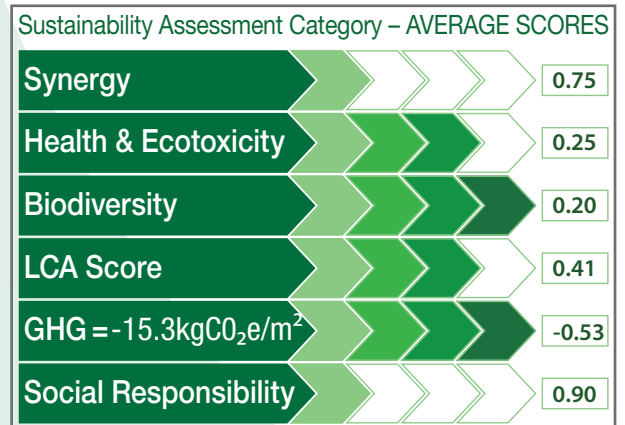 Sustainability Assessment Category – AVERAGE SCORES
Synergy 0.75
Health & Ecotoxicity 0.25
Biodiversity 0.20
LCA Score 0.41
GHG = -15.3kgC0₂e/m² -0.53
Social Responsibility 0.90